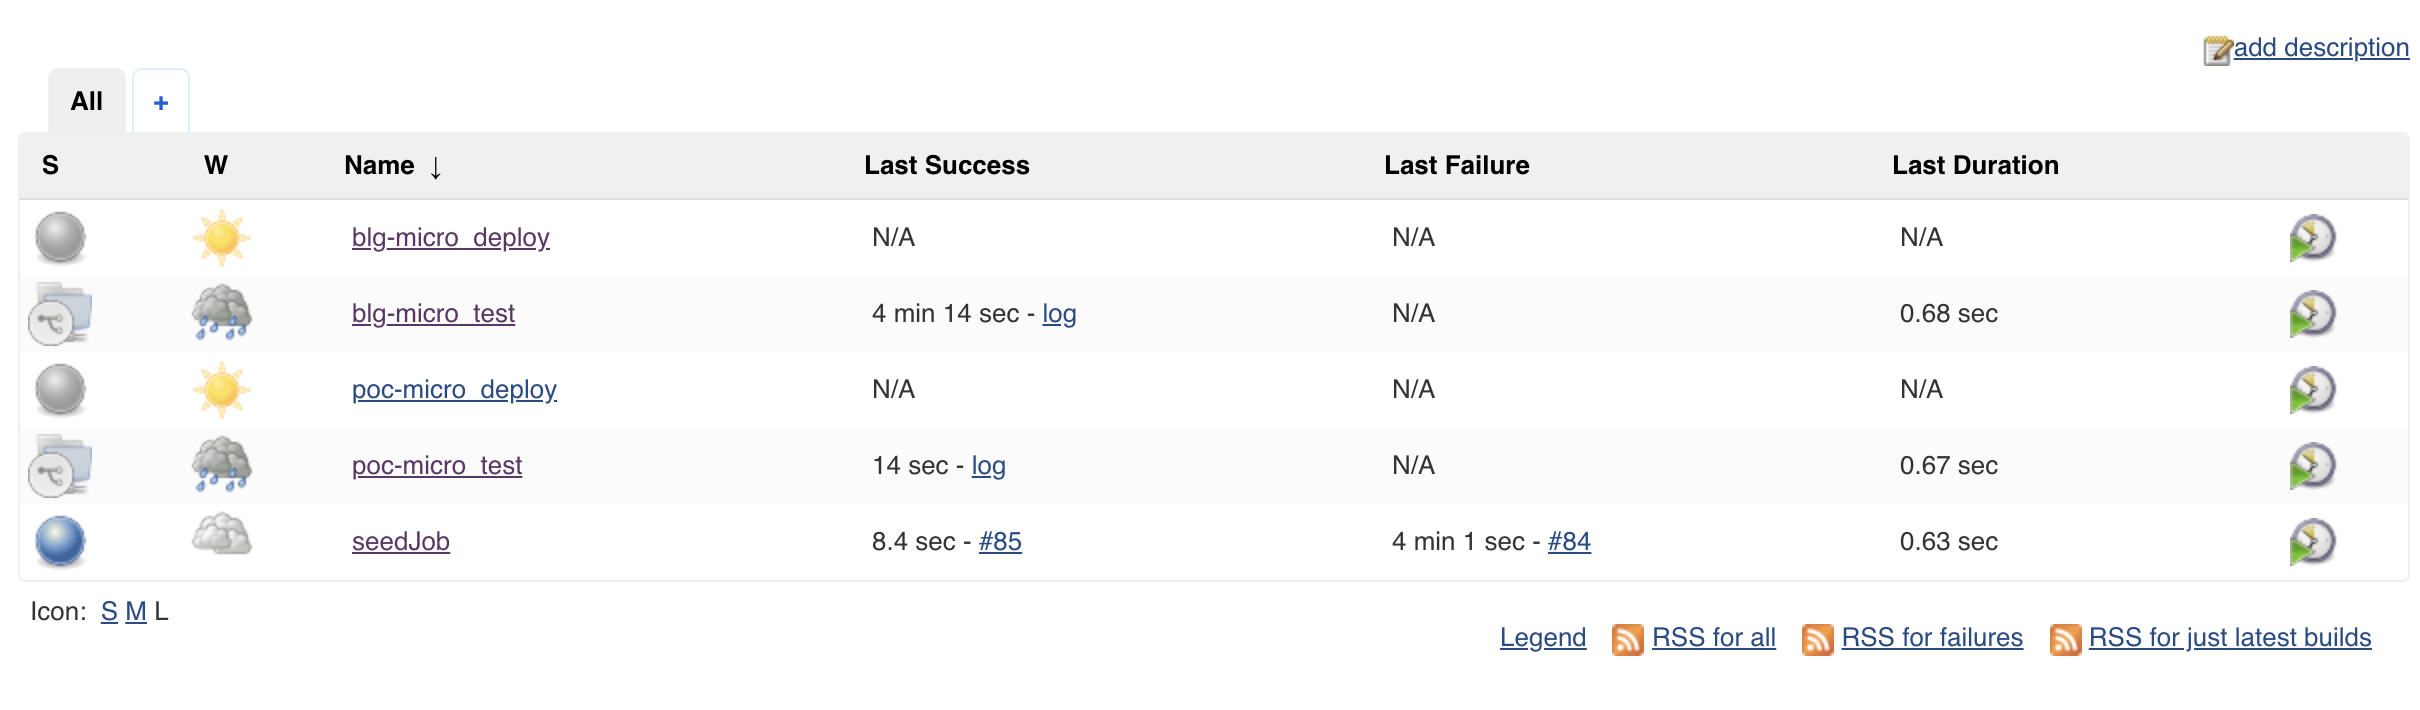 add description
All +
S W Name ↓ Last Success Last Failure Last Duration
blg-micro_deploy N/A N/A N/A
blg-micro_test 4 min 14 sec - log N/A 0.68 sec
poc-micro_deploy N/A N/A N/A
poc-micro_test 14 sec - log N/A 0.67 sec
seedJob 8.4 sec - #85 4 min 1 sec - #84 0.63 sec
Icon: S M L
Legend RSS for all RSS for failures RSS for just latest builds